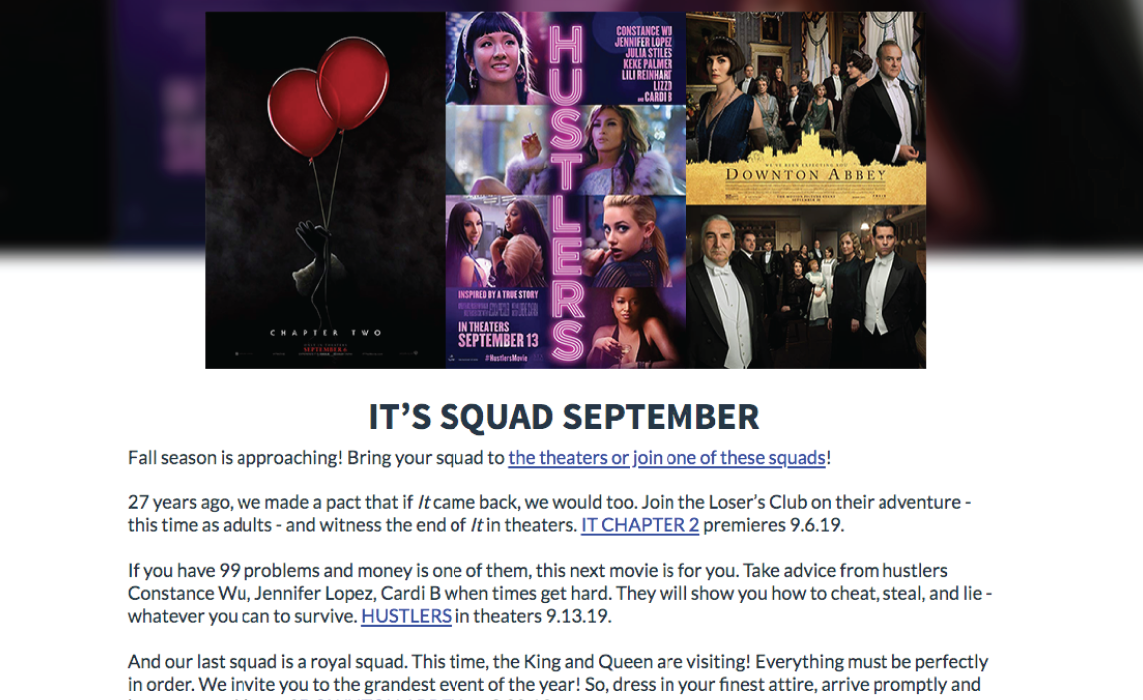 HUSTLERS
CONSTANCE WU
JENNIFER LOPEZ
JULIA STILES
KEKE PALMER
LILI REINHART
LIZZO
AND CARDI B
WE'VE BEEN EXPECTING YOU
DOWNTON ABBEY
THE MOTION PICTURE EVENT
INSPIRED BY A TRUE STORY
IN THEATERS
SEPTEMBER 13
#HustlersMovie
CHAPTER TWO
SEPTEMBER 6
IT'S SQUAD SEPTEMBER
Fall season is approaching! Bring your squad to the theaters or join one of these squads!
27 years ago, we made a pact that if It came back, we would too. Join the Loser's Club on their adventure -
this time as adults - and witness the end of It in theaters. IT CHAPTER 2 premieres 9.6.19.
If you have 99 problems and money is one of them, this next movie is for you. Take advice from hustlers
Constance Wu, Jennifer Lopez, Cardi B when times get hard. They will show you how to cheat, steal, and lie -
whatever you can to survive. HUSTLERS in theaters 9.13.19.
And our last squad is a royal squad. This time, the King and Queen are visiting! Everything must be perfectly
in order. We invite you to the grandest event of the year! So, dress in your finest attire, arrive promptly and